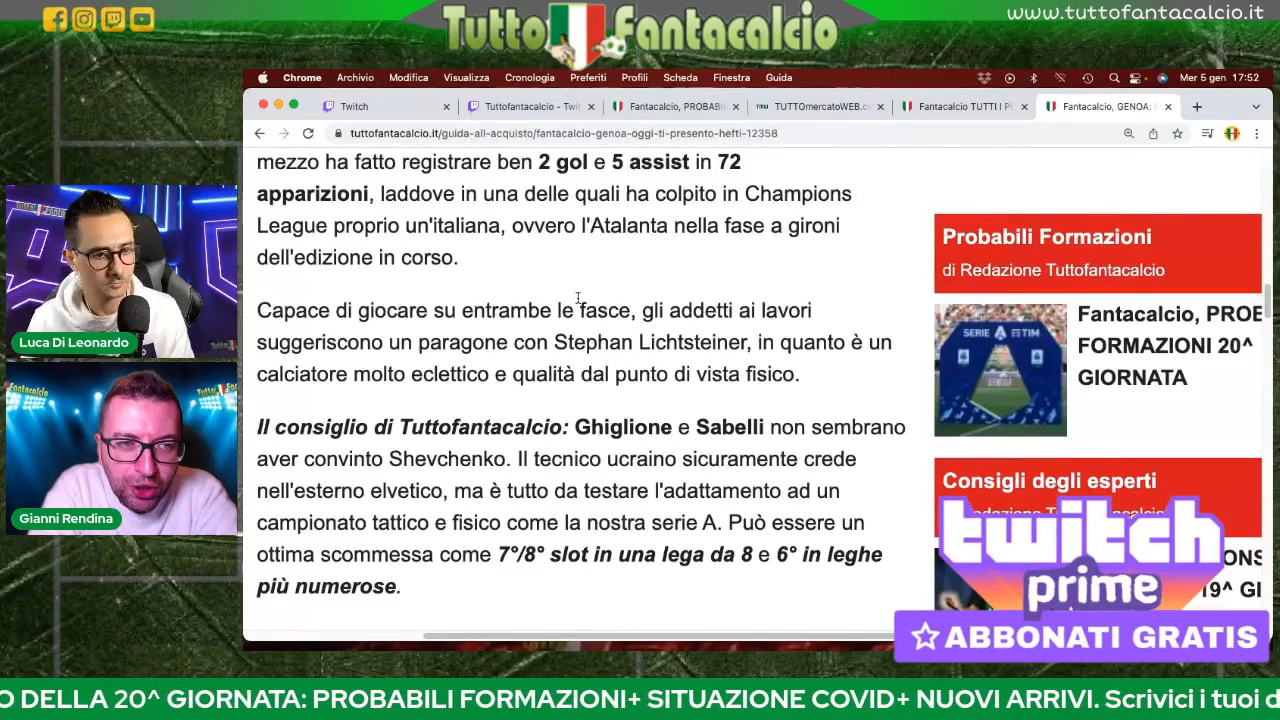 www.tuttofantacalcio.it
Tutto Fantacalcio
Chrome Archivio Modifica Visualizza Cronologia Preferiti Profili Scheda Finestra Guida Mer 5 gen 17:52
Twitch
Tuttofantacalcio - Twi
Fantacalcio, PROBABI
TUTTOmercatoWEB.c
Fantacalcio TUTTI I P
Fantacalcio, GENOA:
tuttofantacalcio.it/guida-all-acquisto/fantacalcio-genoa-oggi-ti-presento-hefti-12358
mezzo ha fatto registrare ben 2 gol e 5 assist in 72
apparizioni, laddove in una delle quali ha colpito in Champions
League proprio un'italiana, ovvero l'Atalanta nella fase a gironi
dell'edizione in corso.
Capace di giocare su entrambe le fasce, gli addetti ai lavori
suggeriscono un paragone con Stephan Lichtsteiner, in quanto è un
calciatore molto eclettico e qualità dal punto di vista fisico.
Il consiglio di Tuttofantacalcio: Ghiglione e Sabelli non sembrano
aver convinto Shevchenko. Il tecnico ucraino sicuramente crede
nell'esterno elvetico, ma è tutto da testare l'adattamento ad un
campionato tattico e fisico come la nostra serie A. Può essere un
ottima scommessa come 7°/8° slot in una lega da 8 e 6° in leghe
più numerose.
Probabili Formazioni
di Redazione Tuttofantacalcio
SERIE A TIM
Fantacalcio, PROB
FORMAZIONI 20^
GIORNATA
Consigli degli esperti
19^ GI
twitch
prime
ABBONATI GRATIS
Luca Di Leonardo
Tutto Fantacalcio
Gianni Rendina
O DELLA 20^ GIORNATA: PROBABILI FORMAZIONI+ SITUAZIONE COVID+ NUOVI ARRIVI. Scrivici i tuoi d